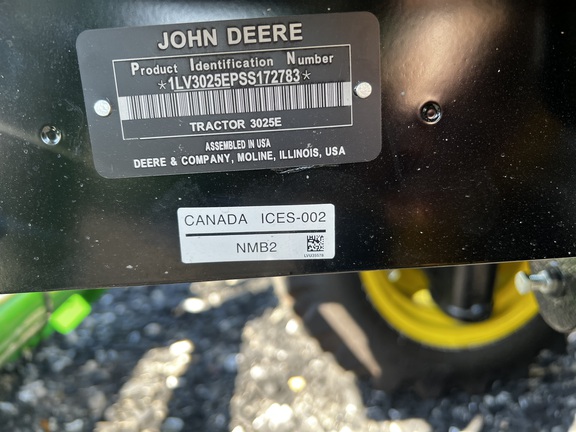 JOHN DEERE
Product Identification Number
*1LV3025EPSS172783*
TRACTOR 3025E
ASSEMBLED IN USA
DEERE & COMPANY, MOLINE, ILLINOIS, USA
CANADA ICES-002
NMB2